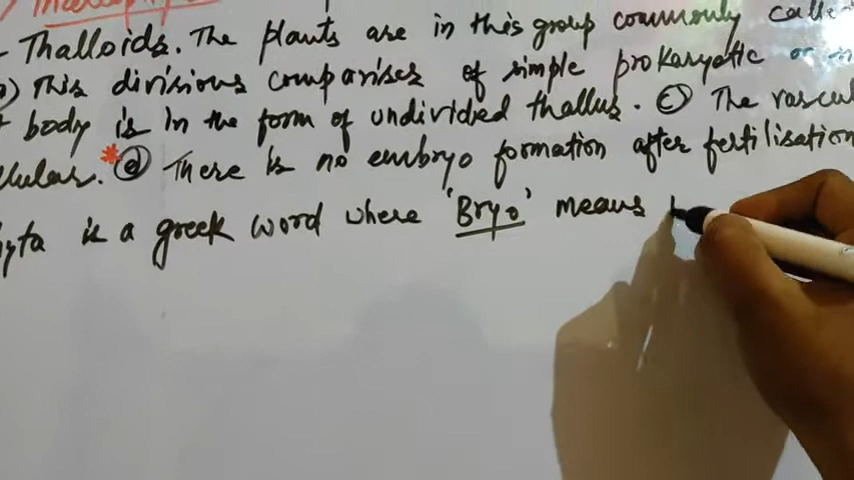 Thalloids. The plants are in this group commonly calle
) This divisions comparises of simple prokaryotic or
body is in the form of undivided thallus. (c) The vascul
llular. * (d) There is no embryo formation after fertilisation
yta is a greek word where 'Bryo' means